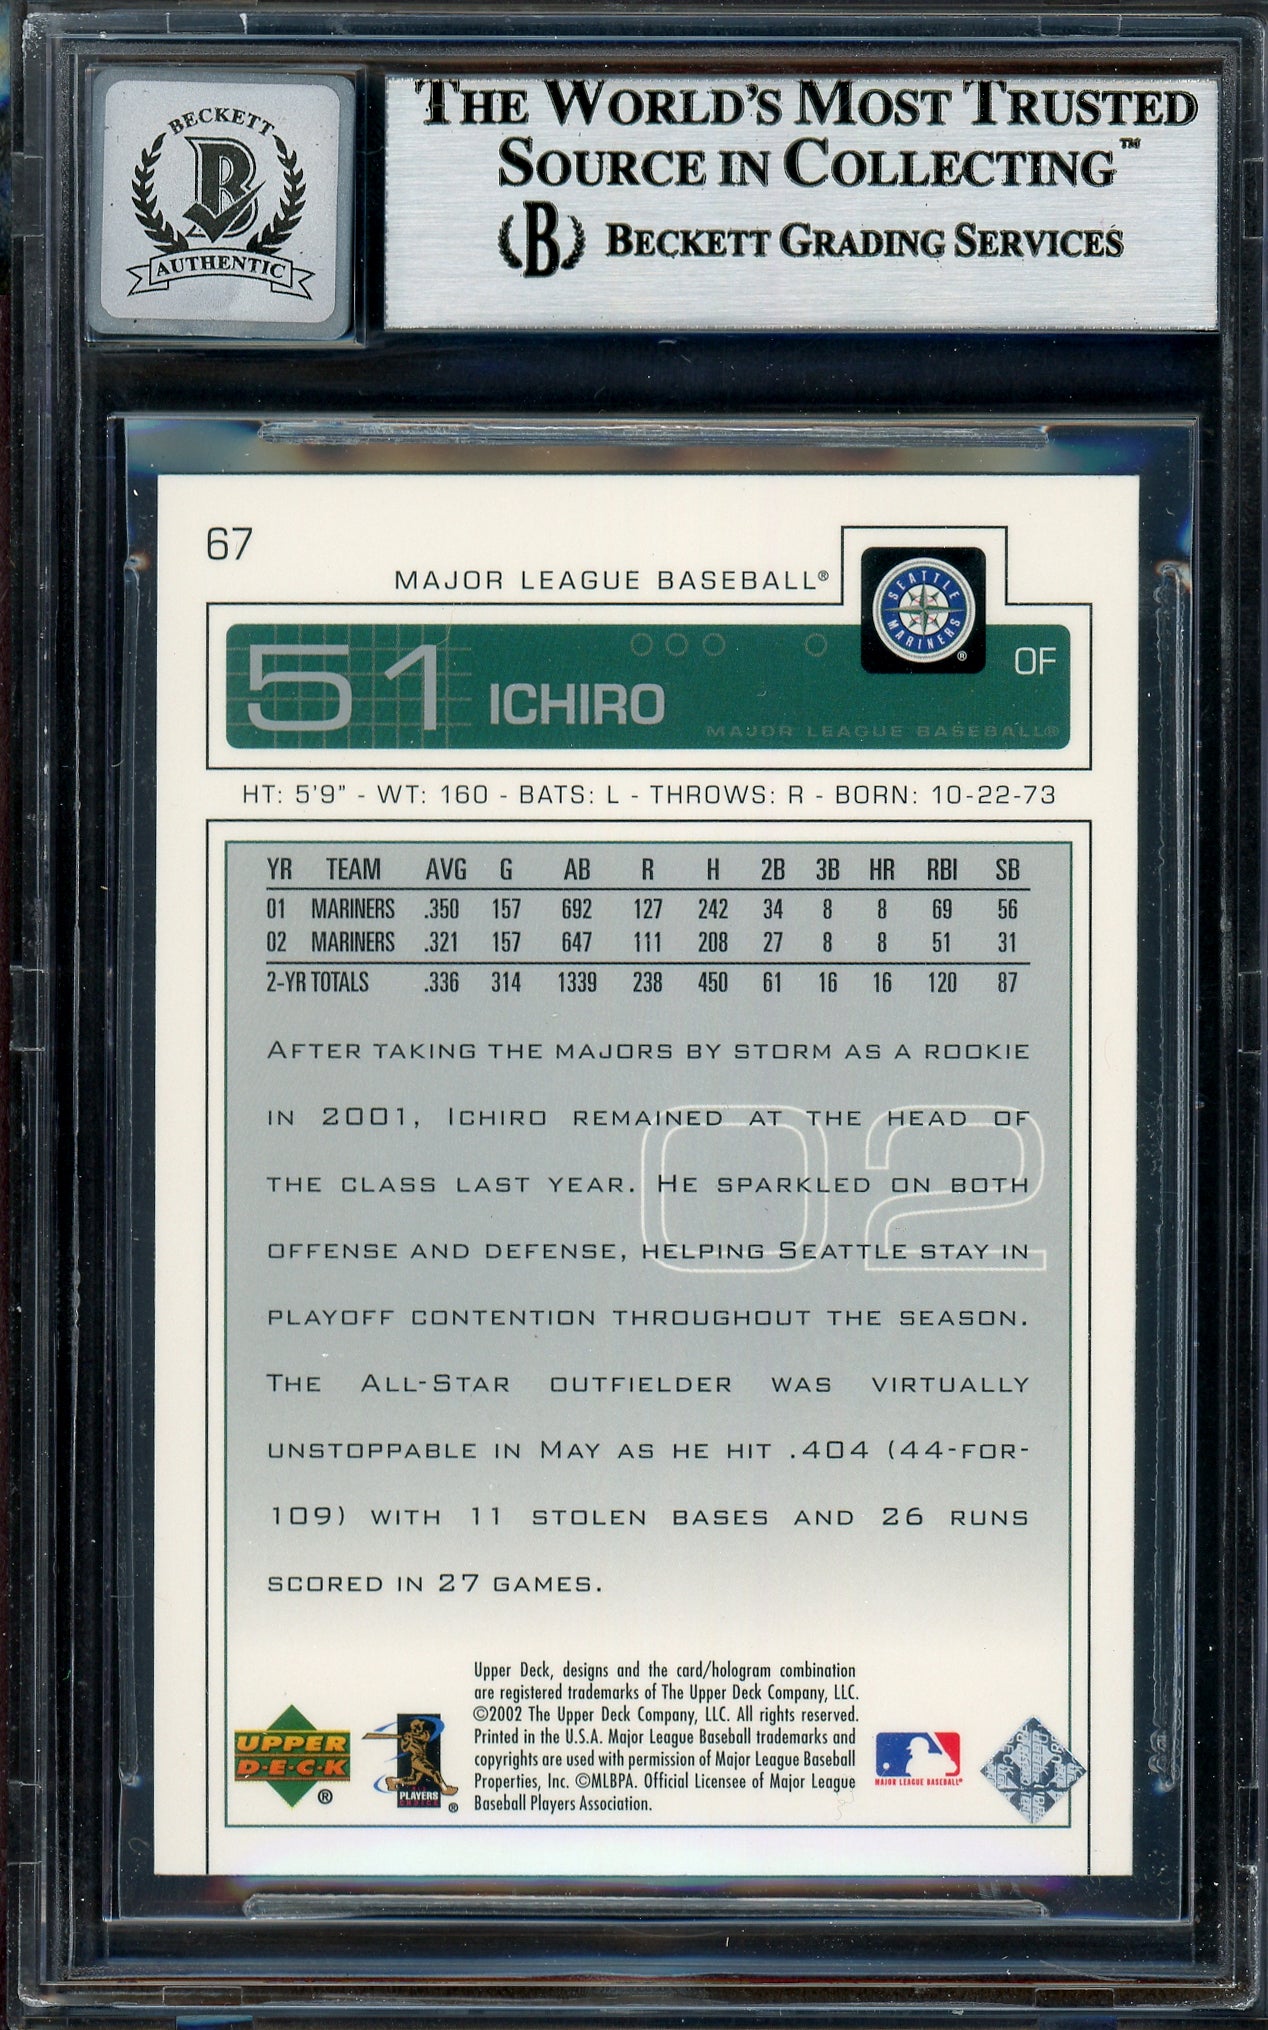 THE WORLD'S MOST TRUSTED
SOURCE IN COLLECTING™
B BECKETT GRADING SERVICES
BECKETT
B
AUTHENTIC
67
MAJOR LEAGUE BASEBALL®
SEATTLE
MARINERS
®
51 ICHIRO
OF
MAJOR LEAGUE BASEBALL®
HT: 5'9" - WT: 160 - BATS: L - THROWS: R - BORN: 10-22-73
YR TEAM AVG G AB R H 2B 3B HR RBI SB
01 MARINERS .350 157 692 127 242 34 8 8 69 56
02 MARINERS .321 157 647 111 208 27 8 8 51 31
2-YR TOTALS .336 314 1339 238 450 61 16 16 120 87
02
AFTER TAKING THE MAJORS BY STORM AS A ROOKIE
IN 2001, ICHIRO REMAINED AT THE HEAD OF
THE CLASS LAST YEAR. HE SPARKLED ON BOTH
OFFENSE AND DEFENSE, HELPING SEATTLE STAY IN
PLAYOFF CONTENTION THROUGHOUT THE SEASON.
THE ALL-STAR OUTFIELDER WAS VIRTUALLY
UNSTOPPABLE IN MAY AS HE HIT .404 (44-FOR-
109) WITH 11 STOLEN BASES AND 26 RUNS
SCORED IN 27 GAMES.
UPPER
D·E·C·K
®
PLAYERS
CHOICE
®
Upper Deck, designs and the card/hologram combination
are registered trademarks of The Upper Deck Company, LLC.
©2002 The Upper Deck Company, LLC. All rights reserved.
Printed in the U.S.A. Major League Baseball trademarks and
copyrights are used with permission of Major League Baseball
Properties, Inc. ©MLBPA. Official Licensee of Major League
Baseball Players Association.
MAJOR LEAGUE BASEBALL®